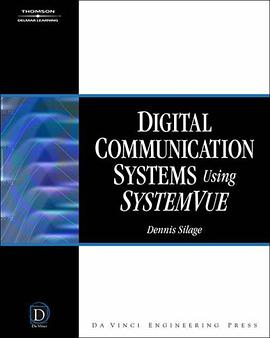 THOMSON
DELMAR LEARNING
DIGITAL
COMMUNICATION
SYSTEMS Using
SYSTEMVUE
Dennis Silage
D
Da Vinci
DA VINCI ENGINEERING PRESS